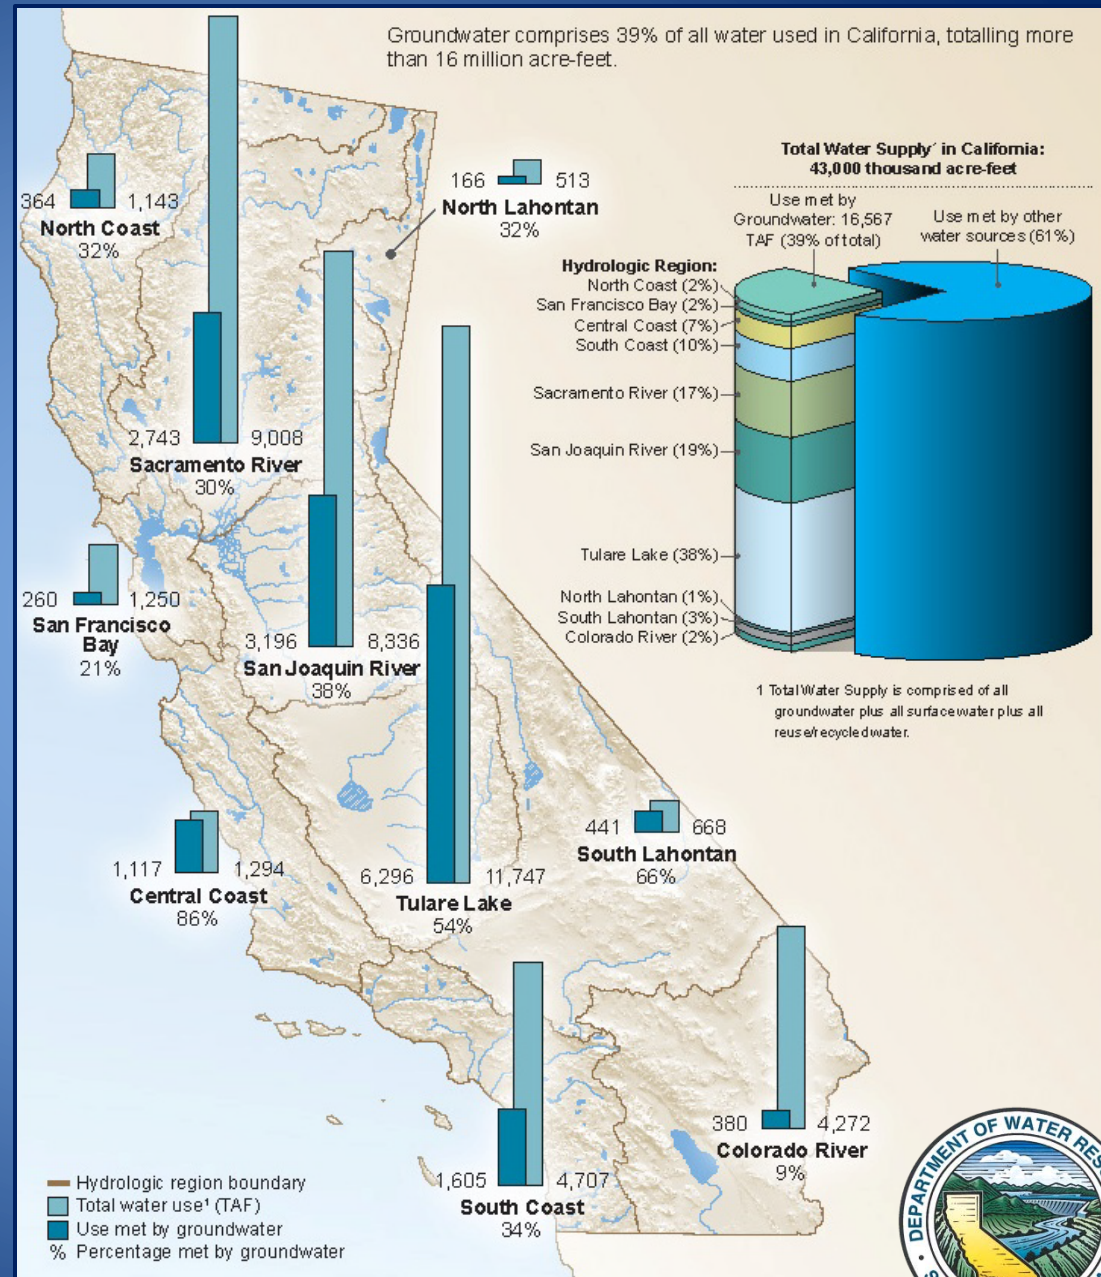 Groundwater comprises 39% of all water used in California, totalling more
than 16 million acre-feet.
Total Water Supply¹ in California:
43,000 thousand acre-feet
Use met by
Groundwater: 16,567
TAF (39% of total)
Use met by other
water sources (61%)
Hydrologic Region:
North Coast (2%)
San Francisco Bay (2%)
Central Coast (7%)
South Coast (10%)
Sacramento River (17%)
San Joaquin River (19%)
Tulare Lake (38%)
North Lahontan (1%)
South Lahontan (3%)
Colorado River (2%)
1 Total Water Supply is comprised of all
groundwater plus all surface water plus all
reuse/recycled water.
364 1,143
North Coast
32%
166 513
North Lahontan
32%
2,743 9,008
Sacramento River
30%
260 1,250
San Francisco
Bay
21%
3,196 8,336
San Joaquin River
38%
1,117 1,294
Central Coast
86%
6,296 11,747
Tulare Lake
54%
441 668
South Lahontan
66%
380 4,272
Colorado River
9%
1,605 4,707
South Coast
34%
Hydrologic region boundary
Total water use¹ (TAF)
Use met by groundwater
% Percentage met by groundwater
DEPARTMENT OF WATER RES